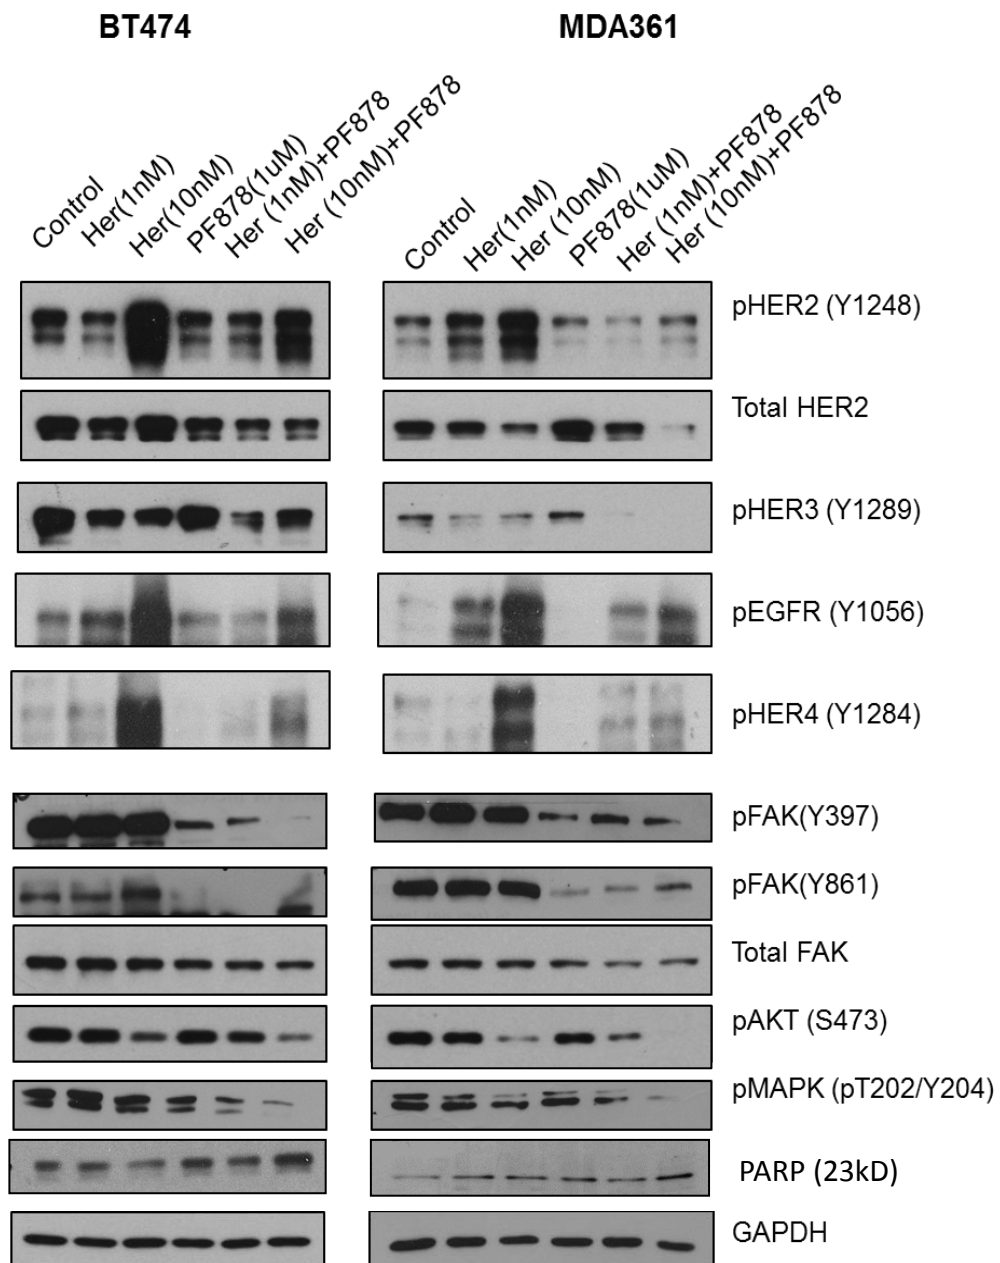 BT474
MDA361
Control
Her(1nM)
Her(10nM)
PF878(1uM)
Her (1nM)+PF878
Her (10nM)+PF878
Control
Her(1nM)
Her (10nM)
PF878(1uM)
Her (1nM)+PF878
Her (10nM)+PF878
pHER2 (Y1248)
Total HER2
pHER3 (Y1289)
pEGFR (Y1056)
pHER4 (Y1284)
pFAK(Y397)
pFAK(Y861)
Total FAK
pAKT (S473)
pMAPK (pT202/Y204)
PARP (23kD)
GAPDH